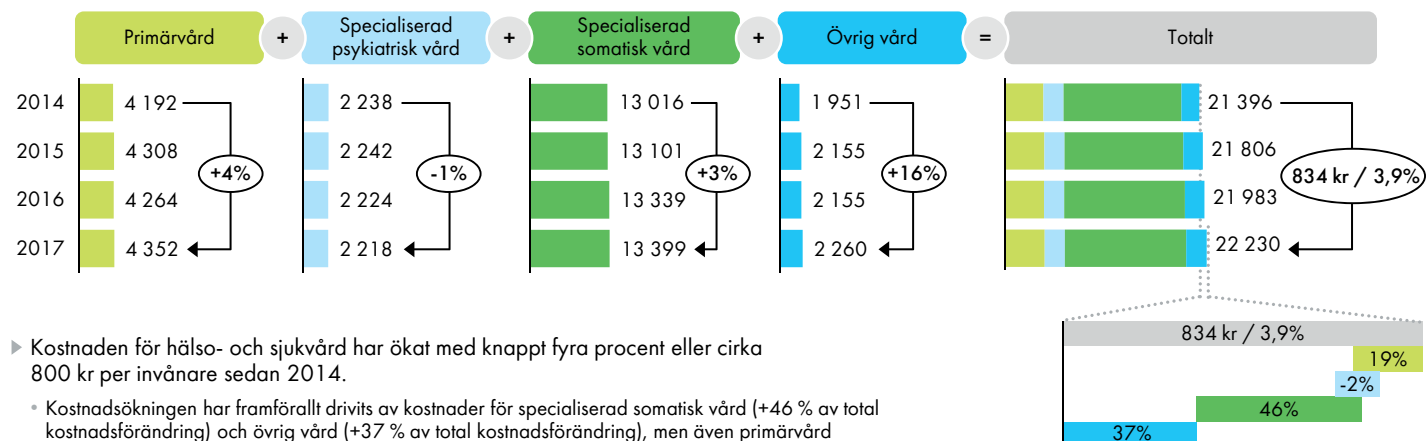 Primärvård + Specialiserad psykiatrisk vård + Specialiserad somatisk vård + Övrig vård = Totalt
2014 4 192 2 238 13 016 1 951 21 396
2015 4 308 2 242 13 101 2 155 21 806
+4% -1% +3% +16% 834 kr / 3,9%
2016 4 264 2 224 13 339 2 155 21 983
2017 4 352 2 218 13 399 2 260 22 230
834 kr / 3,9%
19%
-2%
46%
37%
Kostnaden för hälso- och sjukvård har ökat med knappt fyra procent eller cirka
800 kr per invånare sedan 2014.
• Kostnadsökningen har framförallt drivits av kostnader för specialiserad somatisk vård (+46 % av total
kostnadsförändring) och övrig vård (+37 % av total kostnadsförändring), men även primärvård